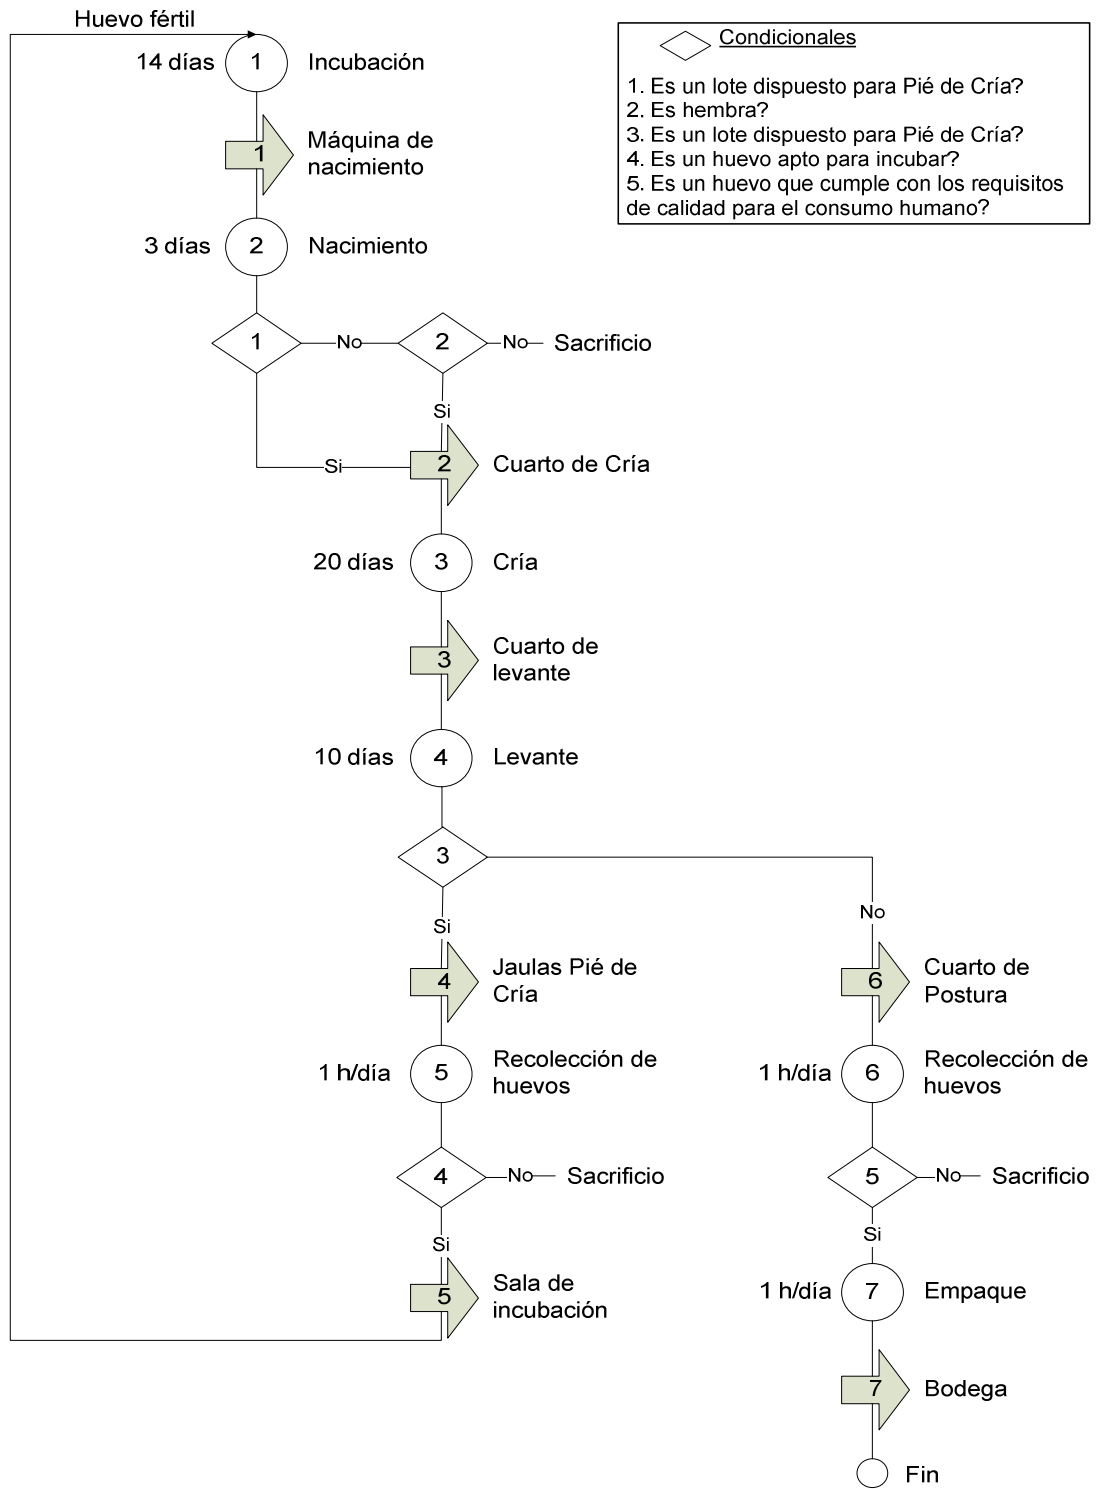 Huevo fértil
14 días
1
Incubación
1
Máquina de
nacimiento
3 días
2
Nacimiento
1
No
2
No
Sacrificio
Si
Si
2
Cuarto de Cría
20 días
3
Cría
3
Cuarto de
levante
10 días
4
Levante
3
Si
No
4
Jaulas Pié de
Cría
6
Cuarto de
Postura
1 h/día
5
Recolección de
huevos
1 h/día
6
Recolección de
huevos
4
No
Sacrificio
5
No
Sacrificio
Si
Si
5
Sala de
incubación
1 h/día
7
Empaque
7
Bodega
Fin
Condicionales
1. Es un lote dispuesto para Pié de Cría?
2. Es hembra?
3. Es un lote dispuesto para Pié de Cría?
4. Es un huevo apto para incubar?
5. Es un huevo que cumple con los requisitos
de calidad para el consumo humano?